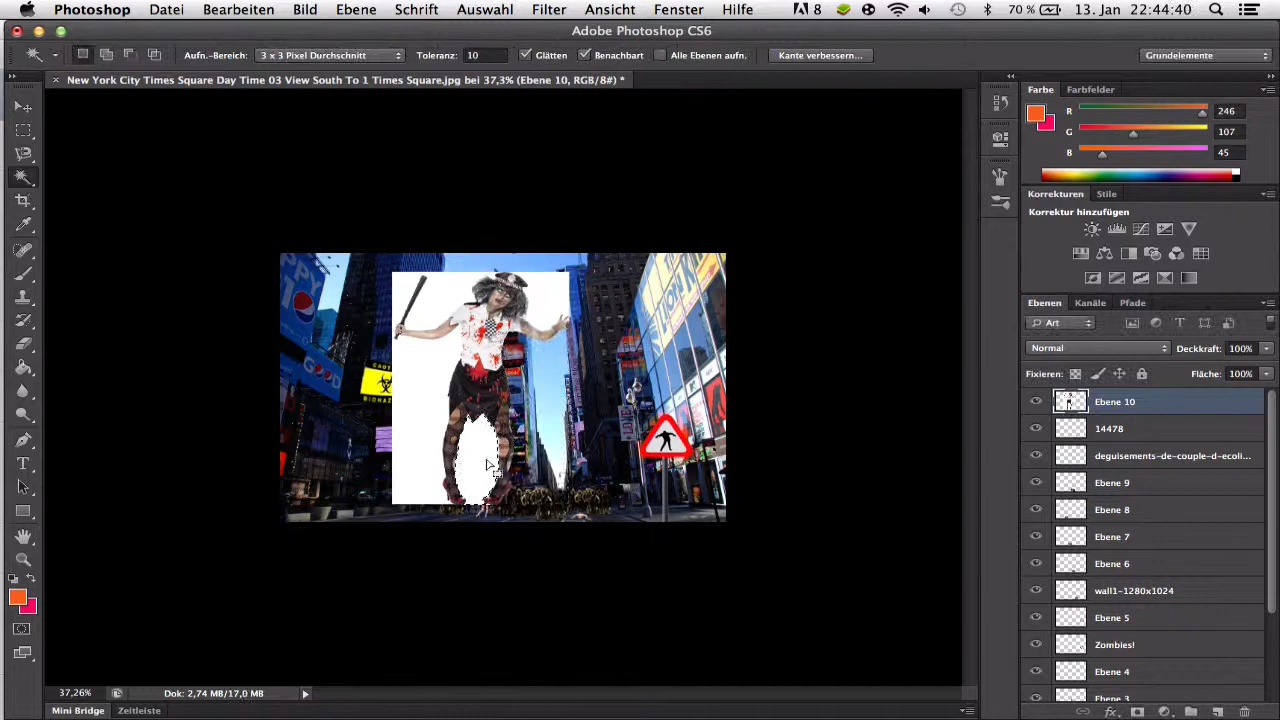 Photoshop Datei Bearbeiten Bild Ebene Schrift Auswahl Filter Ansicht Fenster Hilfe 8 70 % 13. Jan 22:44:40
Adobe Photoshop CS6
Aufn.-Bereich: 3 x 3 Pixel Durchschnitt Toleranz: 10 Glätten Benachbart Alle Ebenen aufn. Kante verbessern... Grundelemente
New York City Times Square Day Time 03 View South To 1 Times Square.jpg bei 37,3% (Ebene 10, RGB/8#) *
Farbe Farbfelder
R 246
G 107
B 45
Korrekturen Stile
Korrektur hinzufügen
Ebenen Kanäle Pfade
Art
Normal Deckkraft: 100%
Fixieren: Fläche: 100%
Ebene 10
14478
deguisements-de-couple-d-ecoli...
Ebene 9
Ebene 8
Ebene 7
Ebene 6
wall1-1280x1024
Ebene 5
Zombies!
Ebene 4
Ebene 3
pepsi
37,26% Dok: 2,74 MB/17,0 MB
Mini Bridge Zeitleiste